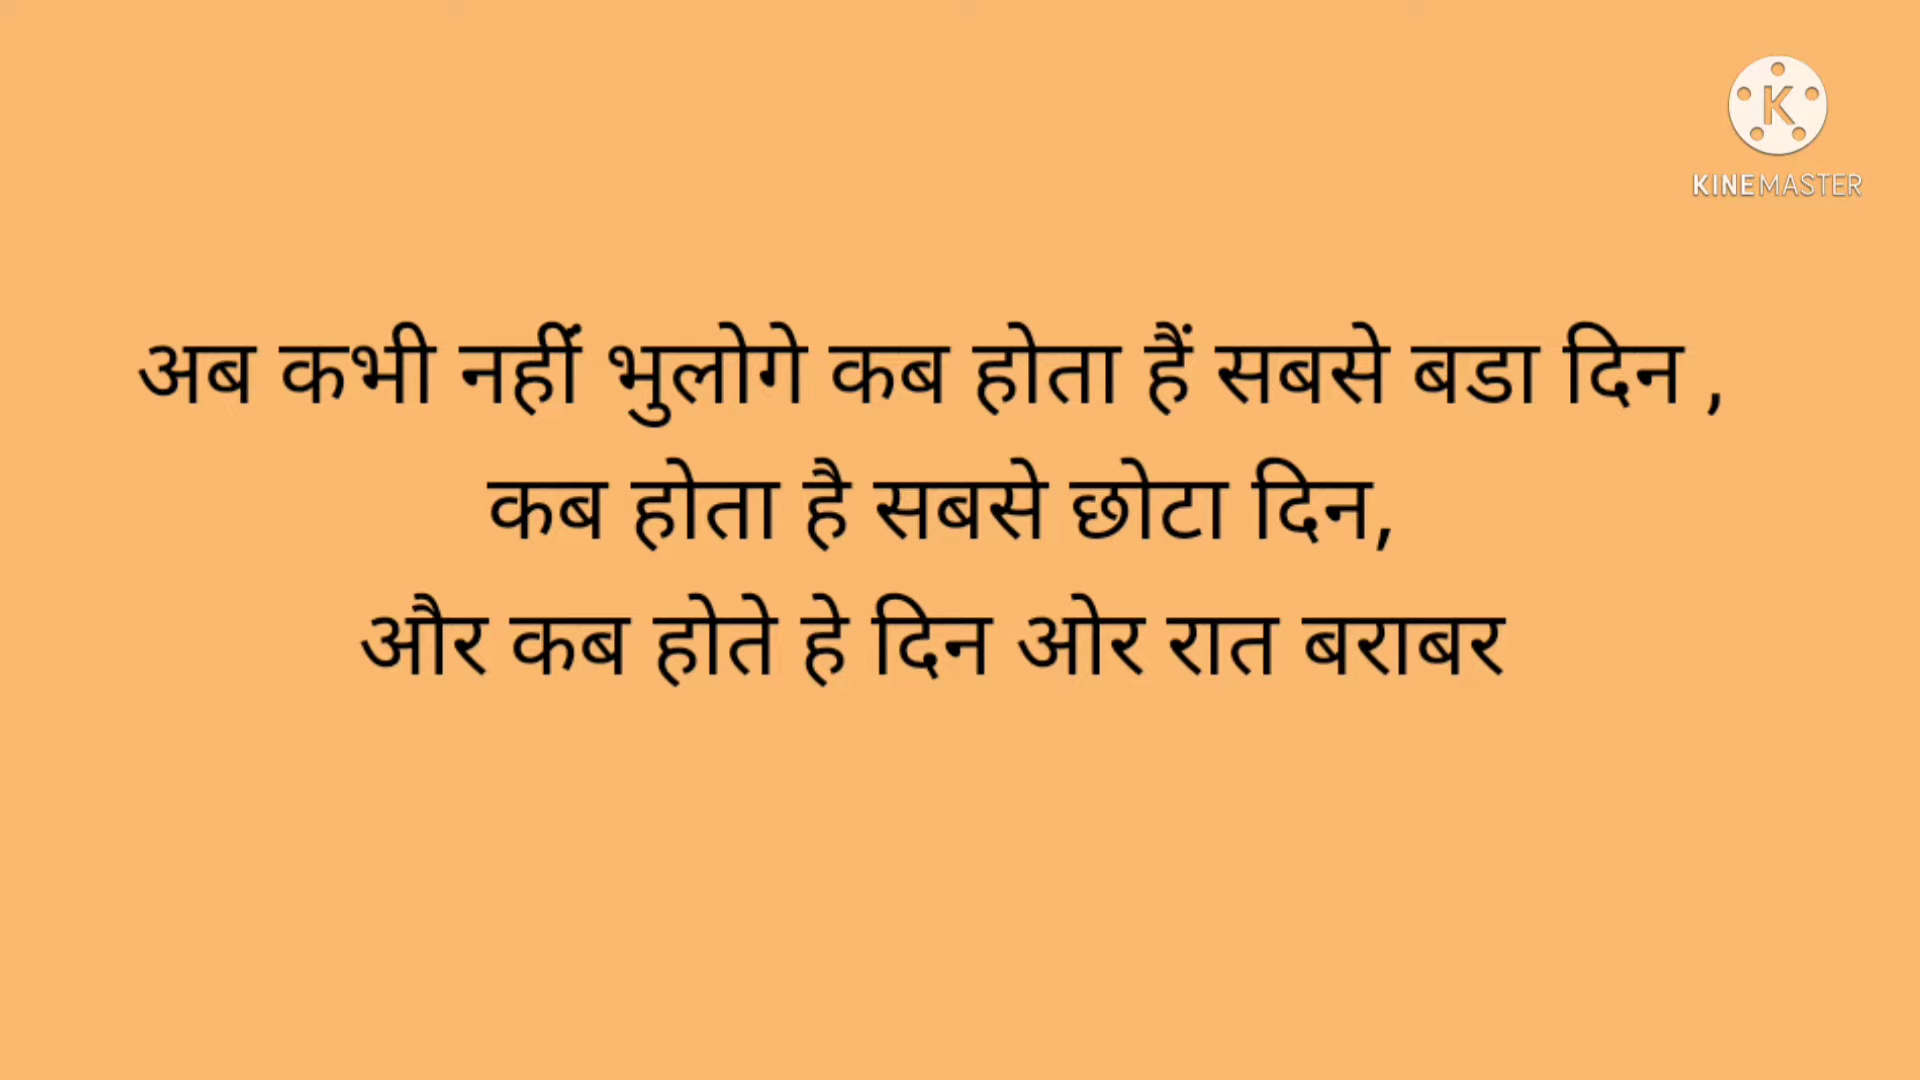 KINEMASTER
अब कभी नहीं भुलोगे कब होता हैं सबसे बडा दिन ,
कब होता है सबसे छोटा दिन,
और कब होते हे दिन ओर रात बराबर